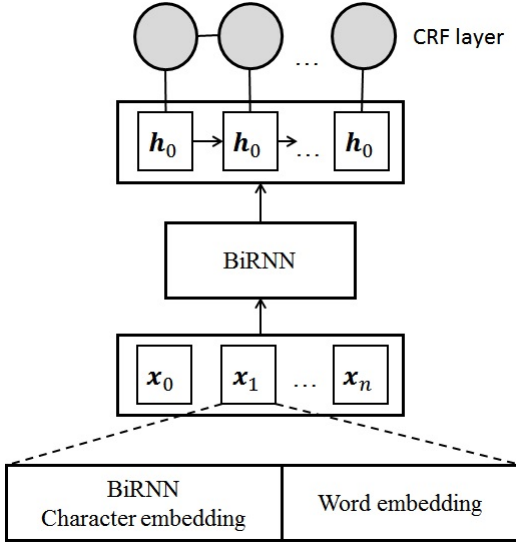 CRF layer
...
h₀ h₀ ... h₀
BiRNN
x₀ x₁ ... xₙ
BiRNN
Character embedding
Word embedding